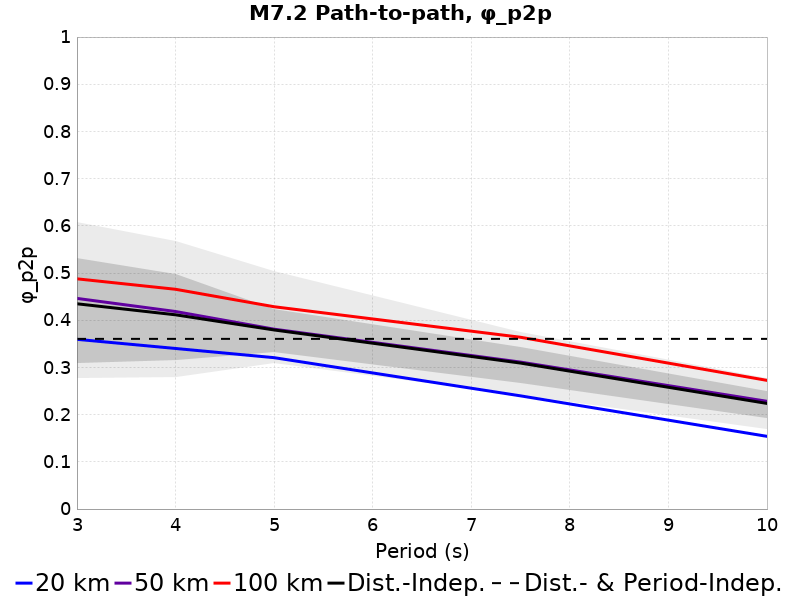 M7.2 Path-to-path, φ_p2p
1
0.9
0.8
0.7
0.6
0.5
0.4
0.3
0.2
0.1
0
φ_p2p
3 4 5 6 7 8 9 10
Period (s)
20 km 50 km 100 km Dist.-Indep. Dist.- & Period-Indep.